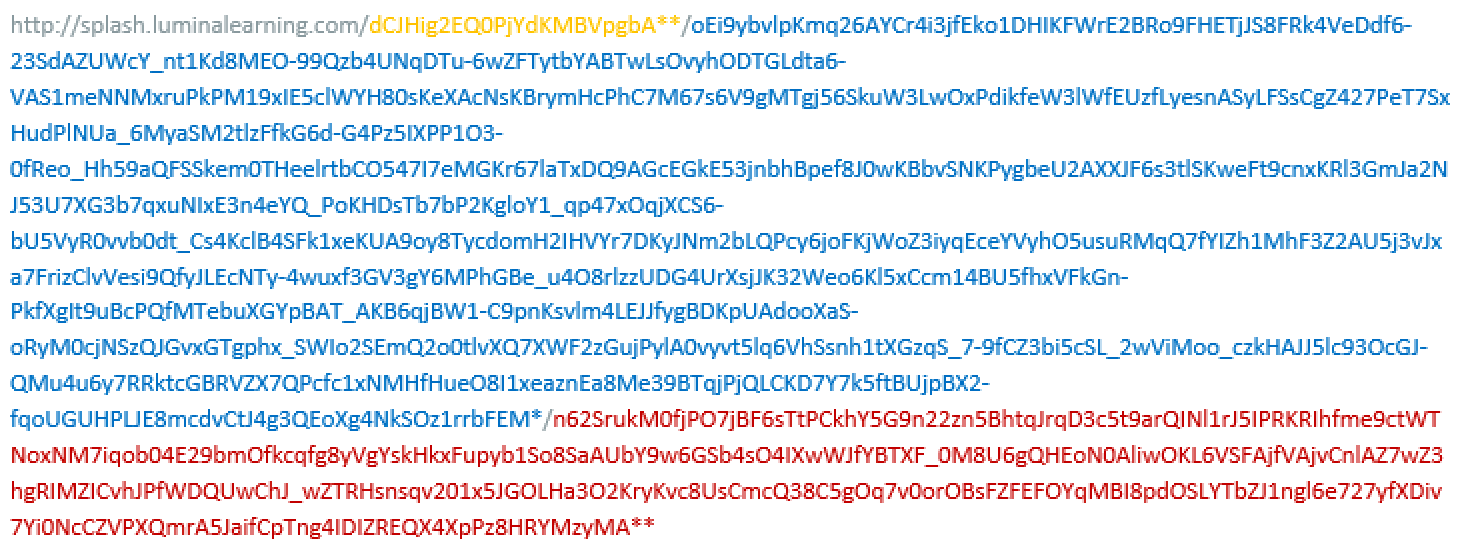 http://splash.luminalearning.com/dCJHig2EQ0PjYdKMBVpgbA**/oEi9ybvlpKmq26AYCr4i3jfEko1DHIKFWrE2BRo9FHETjJS8FRk4VeDdf6-
23SdAZUWcY_nt1Kd8MEO-99Qzb4UNqDTu-6wZFTytbYABTwLsOvyhODTGLdta6-
VAS1meNNMxruPkPM19xIE5clWYH80sKeXAcNsKBrymHcPhC7M67s6V9gMTgj56SkuW3LwOxPdikfeW3lWfEUzfLyesnASyLFSsCgZ427PeT7Sx
HudPlNUa_6MyaSM2tlzFfkG6d-G4Pz5IXPP1O3-
0fReo_Hh59aQFSSkem0THeelrtbCO547I7eMGKr67laTxDQ9AGcEGkE53jnbhBpef8J0wKBbvSNKPygbeU2AXXJF6s3tlSKweFt9cnxKRl3GmJa2N
J53U7XG3b7qxuNIxE3n4eYQ_PoKHDsTb7bP2KgloY1_qp47xOqjXCS6-
bU5VyR0vvb0dt_Cs4KclB4SFk1xeKUA9oy8TycdomH2IHVYr7DKyJNm2bLQPcy6joFKjWoZ3iyqEceYVyhO5usuRMqQ7fYIZh1MhF3Z2AU5j3vJx
a7FrizClvVesi9QfyJLEcNTy-4wuxf3GV3gY6MPhGBe_u4O8rlzzUDG4UrXsjJK32Weo6Kl5xCcm14BU5fhxVFkGn-
PkfXgIt9uBcPQfMTebuXGYpBAT_AKB6qjBW1-C9pnKsvlm4LEJJfygBDKpUAdooXaS-
oRyM0cjNSzQJGvxGTgphx_SWIo2SEmQ2o0tlvXQ7XWF2zGujPylA0vyvt5lq6VhSsnh1tXGzqS_7-9fCZ3bi5cSL_2wViMoo_czkHAJJ5lc93OcGJ-
QMu4u6y7RRktcGBRVZX7QPcfc1xNMHfHueO8I1xeaznEa8Me39BTqjPjQLCKD7Y7k5ftBUjpBX2-
fqoUGUHPLJE8mcdvCtJ4g3QEoXg4NkSOz1rrbFEM*/n62SrukM0fjPO7jBF6sTtPCkhY5G9n22zn5BhtqJrqD3c5t9arQINl1rJ5IPRKRIhfme9ctWT
NoxNM7iqob04E29bmOfkcqfg8yVgYskHkxFupyb1So8SaAUbY9w6GSb4sO4IXwWJfYBTXF_0M8U6gQHEoN0AliwOKL6VSFAjfVAjvCnlAZ7wZ3
hgRIMZICvhJPfWDQUwChJ_wZTRHsnsqv201x5JGOLHa3O2KryKvc8UsCmcQ38C5gOq7v0orOBsFZFEFOYqMBI8pdOSLYTbZJ1ngl6e727yfXDiv
7Yi0NcCZVPXQmrA5JaifCpTng4IDIZREQX4XpPz8HRYMzyMA**